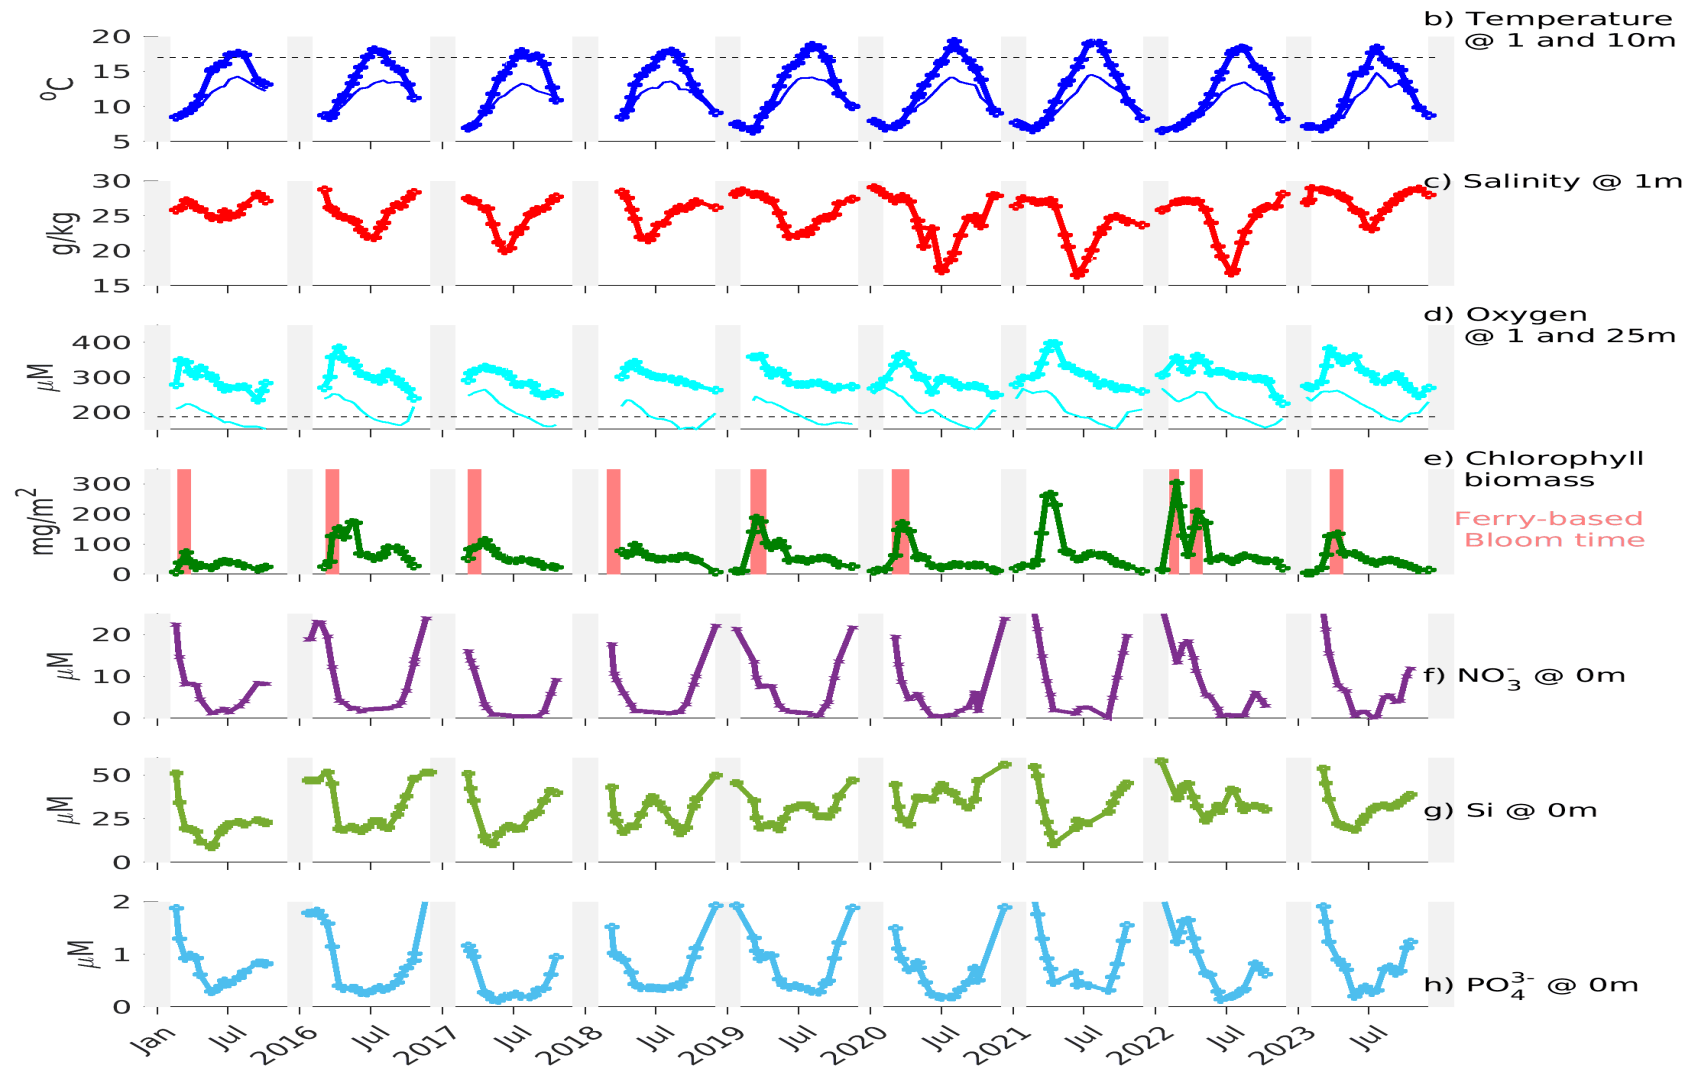 b) Temperature
@ 1 and 10m
20
15
10
5
°C
c) Salinity @ 1m
30
25
20
15
g/kg
d) Oxygen
@ 1 and 25m
400
300
200
μM
e) Chlorophyll
biomass
Ferry-based
Bloom time
300
200
100
0
mg/m²
20
10
0
μM
f) NO₃⁻ @ 0m
50
25
0
μM
g) Si @ 0m
2
1
0
μM
h) PO₄³⁻ @ 0m
Jan Jul 2016 Jul 2017 Jul 2018 Jul 2019 Jul 2020 Jul 2021 Jul 2022 Jul 2023 Jul